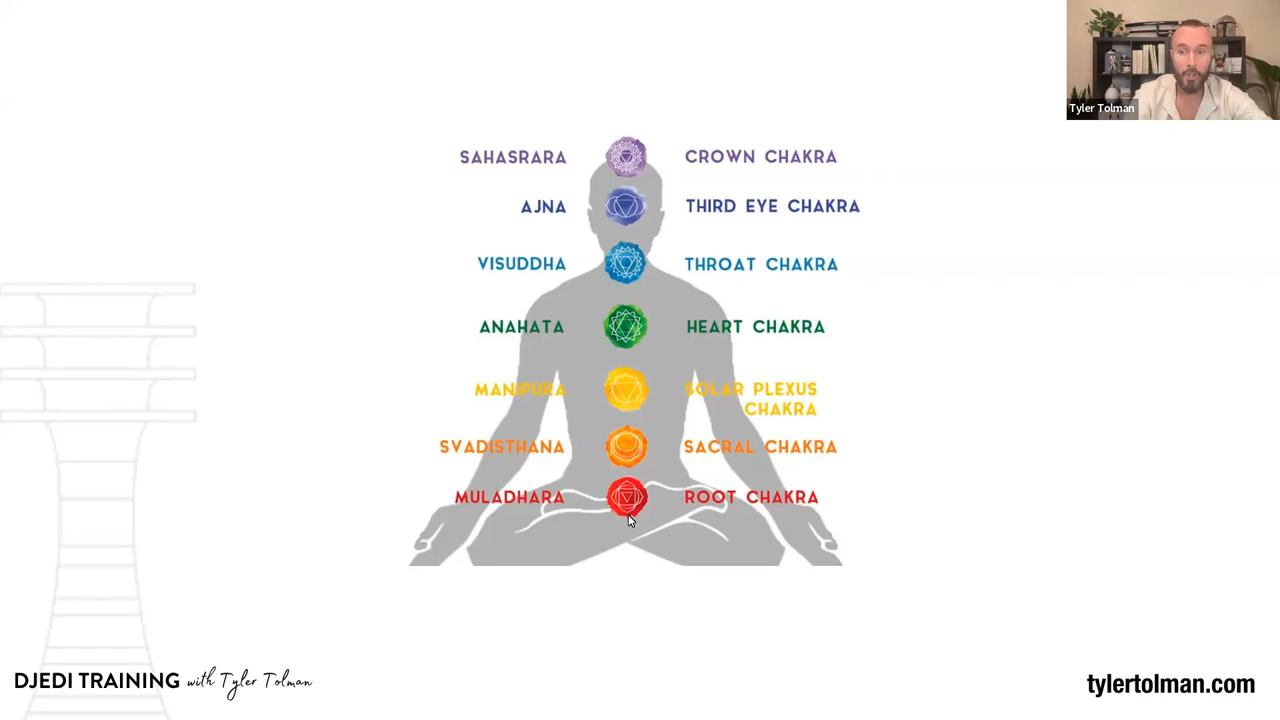 Tyler Tolman
SAHASRARA
CROWN CHAKRA
AJNA
THIRD EYE CHAKRA
VISUDDHA
THROAT CHAKRA
ANAHATA
HEART CHAKRA
MANIPURA
SOLAR PLEXUS
CHAKRA
SVADISTHANA
SACRAL CHAKRA
MULADHARA
ROOT CHAKRA
DJEDI TRAINING with Tyler Tolman
tylertolman.com